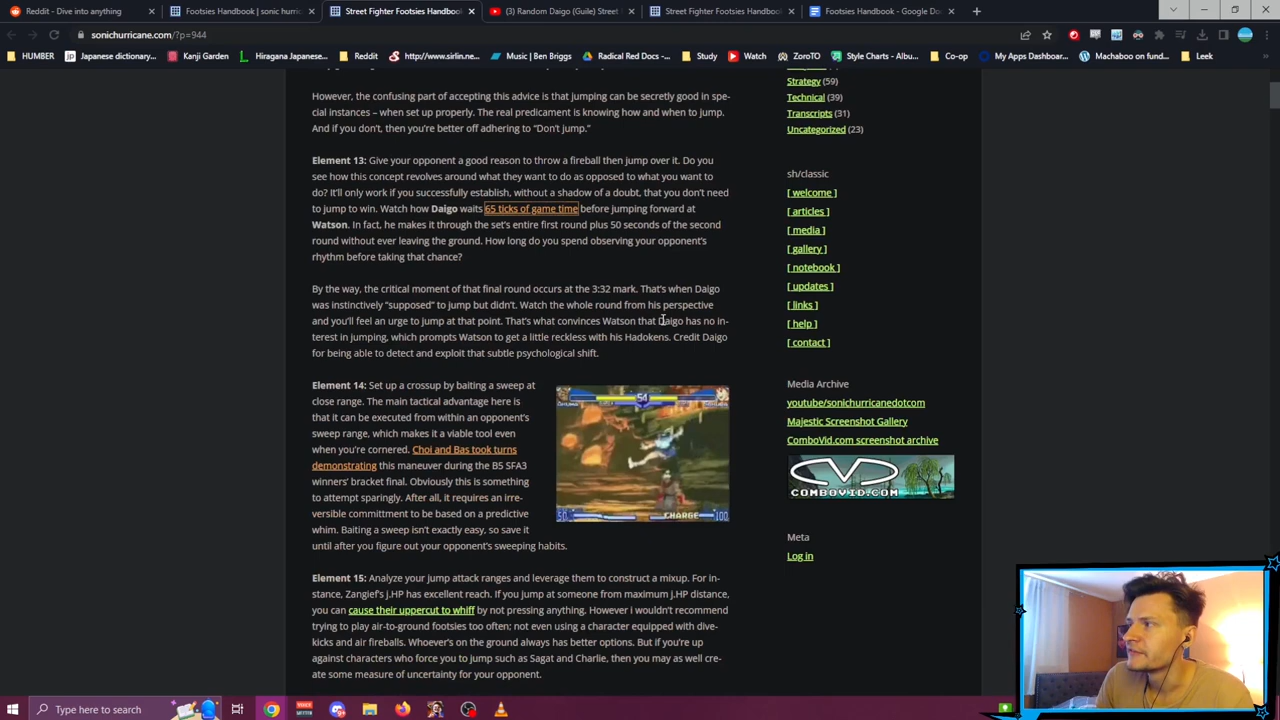 Reddit - Dive into anything
Footsies Handbook | sonic hurric
Street Fighter Footsies Handbook
(3) Random Daigo (Guile) Street
Street Fighter Footsies Handboo
Footsies Handbook - Google Do
sonichurricane.com/?p=944
HUMBER
Japanese dictionary...
Kanji Garden
Hiragana Japanese...
Reddit
http://www.sirlin.ne...
Music | Ben Briggs
Radical Red Docs -...
Study
Watch
ZoroTO
Style Charts - Albu...
Co-op
My Apps Dashboar...
Machaboo on fund...
Leek
However, the confusing part of accepting this advice is that jumping can be secretly good in spe-
cial instances – when set up properly. The real predicament is knowing how and when to jump.
And if you don't, then you're better off adhering to "Don't jump."
Element 13: Give your opponent a good reason to throw a fireball then jump over it. Do you
see how this concept revolves around what they want to do as opposed to what you want to
do? It'll only work if you successfully establish, without a shadow of a doubt, that you don't need
to jump to win. Watch how Daigo waits 65 ticks of game time before jumping forward at
Watson. In fact, he makes it through the set's entire first round plus 50 seconds of the second
round without ever leaving the ground. How long do you spend observing your opponent's
rhythm before taking that chance?
By the way, the critical moment of that final round occurs at the 3:32 mark. That's when Daigo
was instinctively "supposed" to jump but didn't. Watch the whole round from his perspective
and you'll feel an urge to jump at that point. That's what convinces Watson that Daigo has no in-
terest in jumping, which prompts Watson to get a little reckless with his Hadokens. Credit Daigo
for being able to detect and exploit that subtle psychological shift.
Element 14: Set up a crossup by baiting a sweep at
close range. The main tactical advantage here is
that it can be executed from within an opponent's
sweep range, which makes it a viable tool even
when you're cornered. Choi and Bas took turns
demonstrating this maneuver during the B5 SFA3
winners' bracket final. Obviously this is something
to attempt sparingly. After all, it requires an irre-
versible committment to be based on a predictive
whim. Baiting a sweep isn't exactly easy, so save it
until after you figure out your opponent's sweeping habits.
54
CHARGE
100
Element 15: Analyze your jump attack ranges and leverage them to construct a mixup. For in-
stance, Zangief's j.HP has excellent reach. If you jump at someone from maximum j.HP distance,
you can cause their uppercut to whiff by not pressing anything. However i wouldn't recommend
trying to play air-to-ground footsies too often; not even using a character equipped with dive-
kicks and air fireballs. Whoever's on the ground always has better options. But if you're up
against characters who force you to jump such as Sagat and Charlie, then you may as well cre-
ate some measure of uncertainty for your opponent.
Strategy (59)
Technical (39)
Transcripts (31)
Uncategorized (23)
sh/classic
[ welcome ]
[ articles ]
[ media ]
[ gallery ]
[ notebook ]
[ updates ]
[ links ]
[ help ]
[ contact ]
Media Archive
youtube/sonichurricanedotcom
Majestic Screenshot Gallery
ComboVid.com screenshot archive
COMBOVID.COM
Meta
Log in
Type here to search